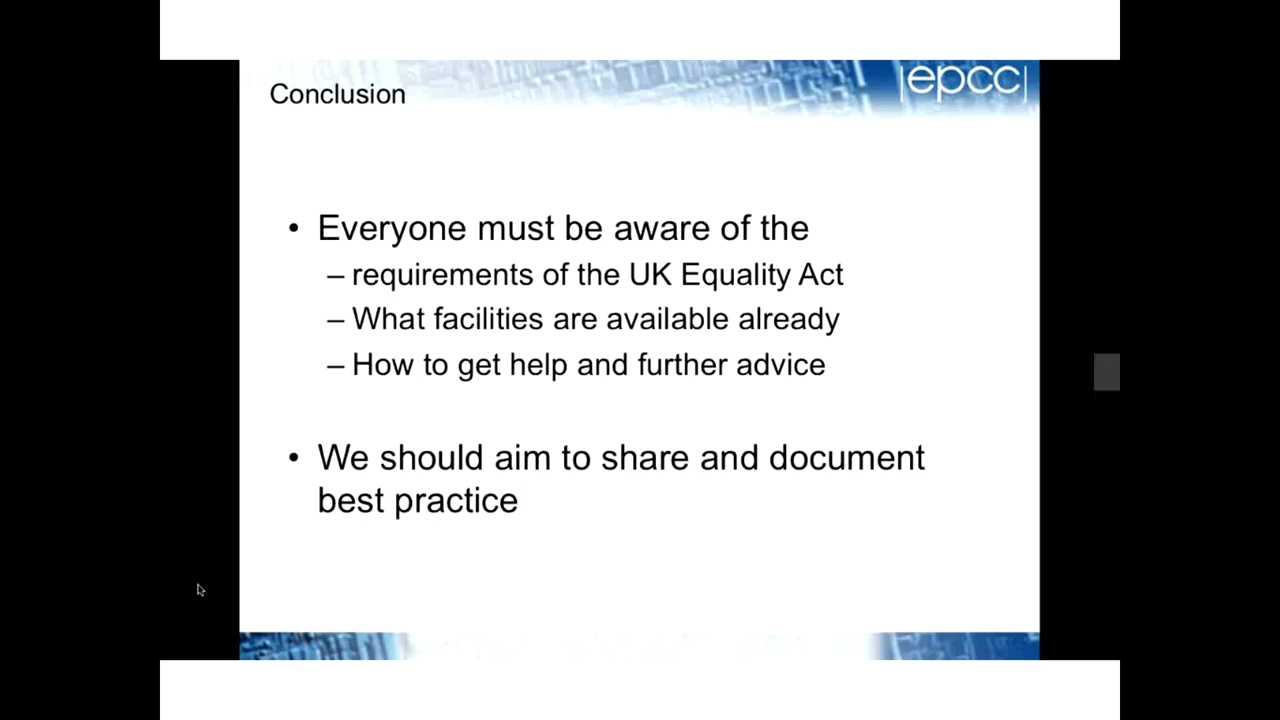 |epcc|
Conclusion
• Everyone must be aware of the
– requirements of the UK Equality Act
– What facilities are available already
– How to get help and further advice
• We should aim to share and document
best practice